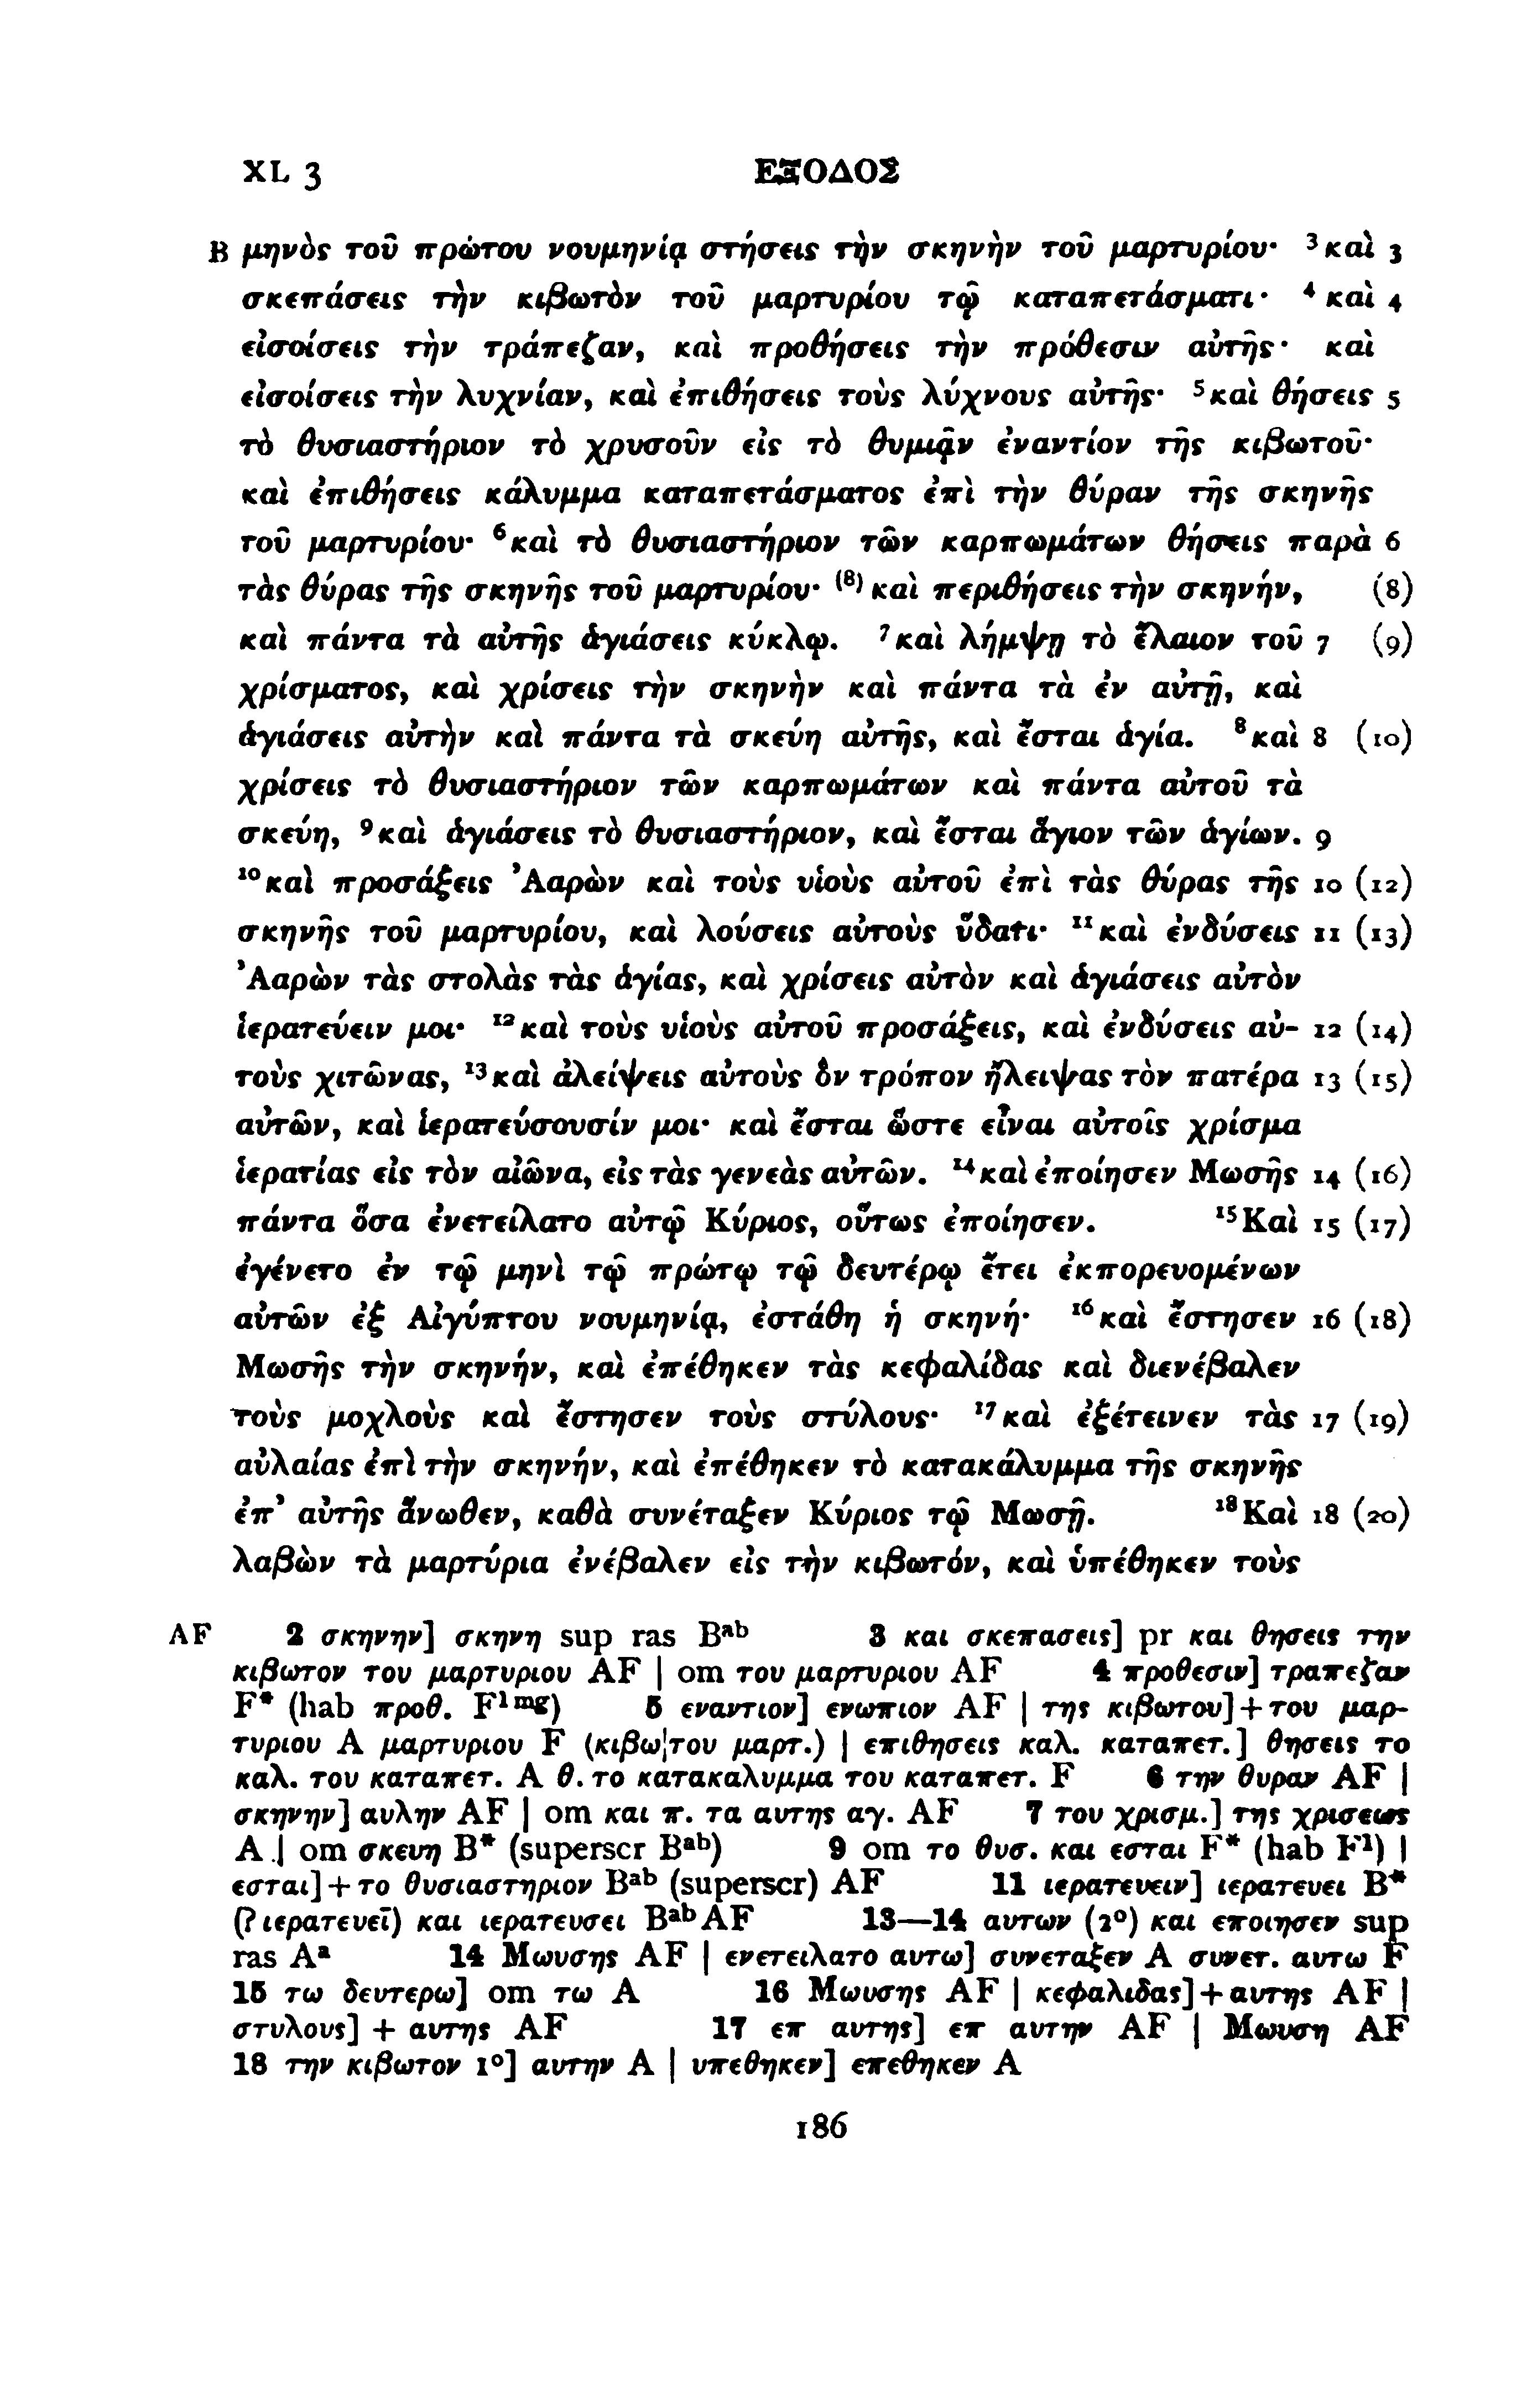 XL 3 ΕΞΟΔΟΣ
B μηνὸς τοῦ πρώτου νουμηνίᾳ στήσεις τὴν σκηνὴν τοῦ μαρτυρίου· ³καὶ 3
σκεπάσεις τὴν κιβωτὸν τοῦ μαρτυρίου τῷ καταπετάσματι· ⁴καὶ 4
εἰσοίσεις τὴν τράπεζαν, καὶ προθήσεις τὴν πρόθεσιν αὐτῆς· καὶ
εἰσοίσεις τὴν λυχνίαν, καὶ ἐπιθήσεις τοὺς λύχνους αὐτῆς· ⁵καὶ θήσεις 5
τὸ θυσιαστήριον τὸ χρυσοῦν εἰς τὸ θυμιᾷν ἐναντίον τῆς κιβωτοῦ·
καὶ ἐπιθήσεις κάλυμμα καταπετάσματος ἐπὶ τὴν θύραν τῆς σκηνῆς
τοῦ μαρτυρίου· ⁶καὶ τὸ θυσιαστήριον τῶν καρπωμάτων θήσεις παρὰ 6
τὰς θύρας τῆς σκηνῆς τοῦ μαρτυρίου· ⁽⁸⁾καὶ περιθήσεις τὴν σκηνήν, (8)
καὶ πάντα τὰ αὐτῆς ἁγιάσεις κύκλῳ. ⁷καὶ λήμψῃ τὸ ἔλαιον τοῦ 7 (9)
χρίσματος, καὶ χρίσεις τὴν σκηνὴν καὶ πάντα τὰ ἐν αὐτῇ, καὶ
ἁγιάσεις αὐτὴν καὶ πάντα τὰ σκεύη αὐτῆς, καὶ ἔσται ἁγία. ⁸καὶ 8 (10)
χρίσεις τὸ θυσιαστήριον τῶν καρπωμάτων καὶ πάντα αὐτοῦ τὰ
σκεύη, ⁹καὶ ἁγιάσεις τὸ θυσιαστήριον, καὶ ἔσται ἅγιον τῶν ἁγίων. 9
¹⁰καὶ προσάξεις Ἀαρὼν καὶ τοὺς υἱοὺς αὐτοῦ ἐπὶ τὰς θύρας τῆς 10 (12)
σκηνῆς τοῦ μαρτυρίου, καὶ λούσεις αὐτοὺς ὕδατι· ¹¹καὶ ἐνδύσεις 11 (13)
Ἀαρὼν τὰς στολὰς τὰς ἁγίας, καὶ χρίσεις αὐτὸν καὶ ἁγιάσεις αὐτὸν
ἱερατεύειν μοι· ¹²καὶ τοὺς υἱοὺς αὐτοῦ προσάξεις, καὶ ἐνδύσεις αὐ- 12 (14)
τοὺς χιτῶνας, ¹³καὶ ἀλείψεις αὐτοὺς ὃν τρόπον ἤλειψας τὸν πατέρα 13 (15)
αὐτῶν, καὶ ἱερατεύσουσίν μοι· καὶ ἔσται ὥστε εἶναι αὐτοῖς χρίσμα
ἱερατίας εἰς τὸν αἰῶνα, εἰς τὰς γενεὰς αὐτῶν. ¹⁴καὶ ἐποίησεν Μωσῆς 14 (16)
πάντα ὅσα ἐνετείλατο αὐτῷ Κύριος, οὕτως ἐποίησεν. ¹⁵Καὶ 15 (17)
ἐγένετο ἐν τῷ μηνὶ τῷ πρώτῳ τῷ δευτέρῳ ἔτει ἐκπορευομένων
αὐτῶν ἐξ Αἰγύπτου νουμηνίᾳ, ἐστάθη ἡ σκηνή· ¹⁶καὶ ἔστησεν 16 (18)
Μωσῆς τὴν σκηνήν, καὶ ἐπέθηκεν τὰς κεφαλίδας καὶ διενέβαλεν
τοὺς μοχλοὺς καὶ ἔστησεν τοὺς στύλους· ¹⁷καὶ ἐξέτεινεν τὰς 17 (19)
αὐλαίας ἐπὶ τὴν σκηνήν, καὶ ἐπέθηκεν τὸ κατακάλυμμα τῆς σκηνῆς
ἐπ’ αὐτῆς ἄνωθεν, καθὰ συνέταξεν Κύριος τῷ Μωσῇ. ¹⁸Καὶ 18 (20)
λαβὼν τὰ μαρτύρια ἐνέβαλεν εἰς τὴν κιβωτόν, καὶ ὑπέθηκεν τοὺς
AF 2 σκηνην] σκηνη sup ras Bᵃᵇ 3 και σκεπασεις] pr και θησεις την
κιβωτον του μαρτυριου AF | om του μαρτυριου AF 4 προθεσιν] τραπεζαν
F* (hab προθ. F¹ᵐᵍ) 5 εναντιον] ενωπιον AF | της κιβωτου]+του μαρ-
τυριου A μαρτυριου F (κιβω|του μαρτ.) | επιθησεις καλ. καταπετ.] θησεις το
καλ. του καταπετ. A θ. το κατακαλυμμα του καταπετ. F 6 την θυραν AF |
σκηνην] αυλην AF | om και π. τα αυτης αγ. AF 7 του χρισμ.] της χρισεως
A | om σκευη B* (superscr Bᵃᵇ) 9 om το θυσ. και εσται F* (hab F¹) |
εσται]+το θυσιαστηριον Bᵃᵇ (superscr) AF 11 ιερατευειν] ιερατευει B*
(? ιερατευεῑ) και ιερατευσει Bᵃᵇ AF 13—14 αυτων (2°) και εποιησεν sup
ras Aᵃ 14 Μωυσης AF | ενετειλατο αυτω] συνεταξεν A συνετ. αυτω F
15 τω δευτερω] om τω A 16 Μωυσης AF | κεφαλιδας]+αυτης AF |
στυλους] + αυτης AF 17 επ αυτης] επ αυτην AF | Μωυση AF
18 την κιβωτον 1°] αυτην A | υπεθηκεν] επεθηκεν A
186